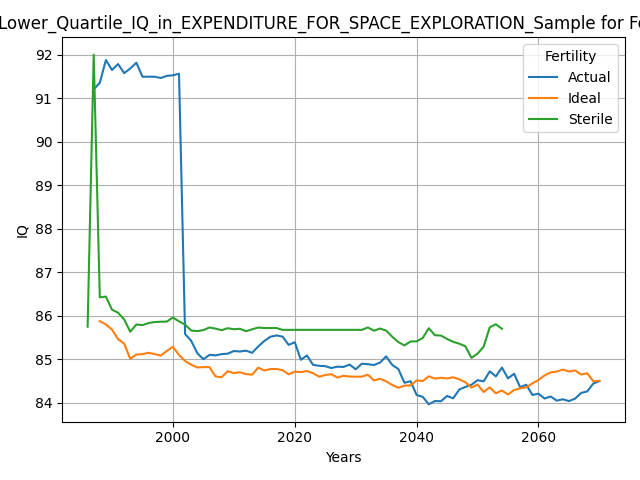 Lower_Quartile_IQ_in_EXPENDITURE_FOR_SPACE_EXPLORATION_Sample for Fe
92
91
90
89
88
87
86
85
84
IQ
Fertility
Actual
Ideal
Sterile
2000 2020 2040 2060
Years